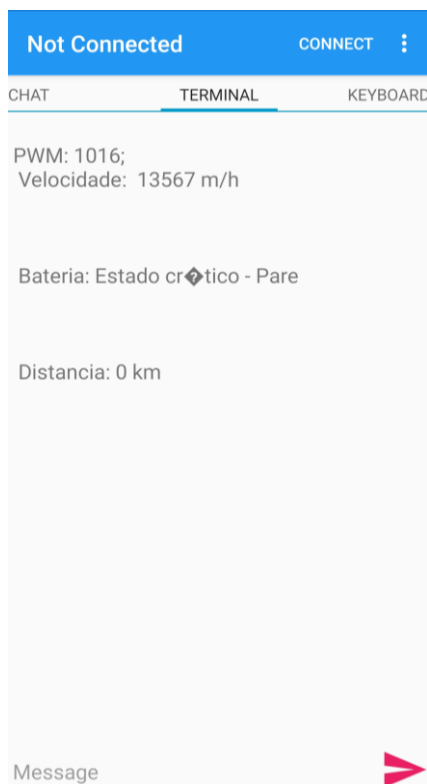 Not Connected CONNECT
CHAT TERMINAL KEYBOARD
PWM: 1016;
Velocidade: 13567 m/h
Bateria: Estado cr�tico - Pare
Distancia: 0 km
Message